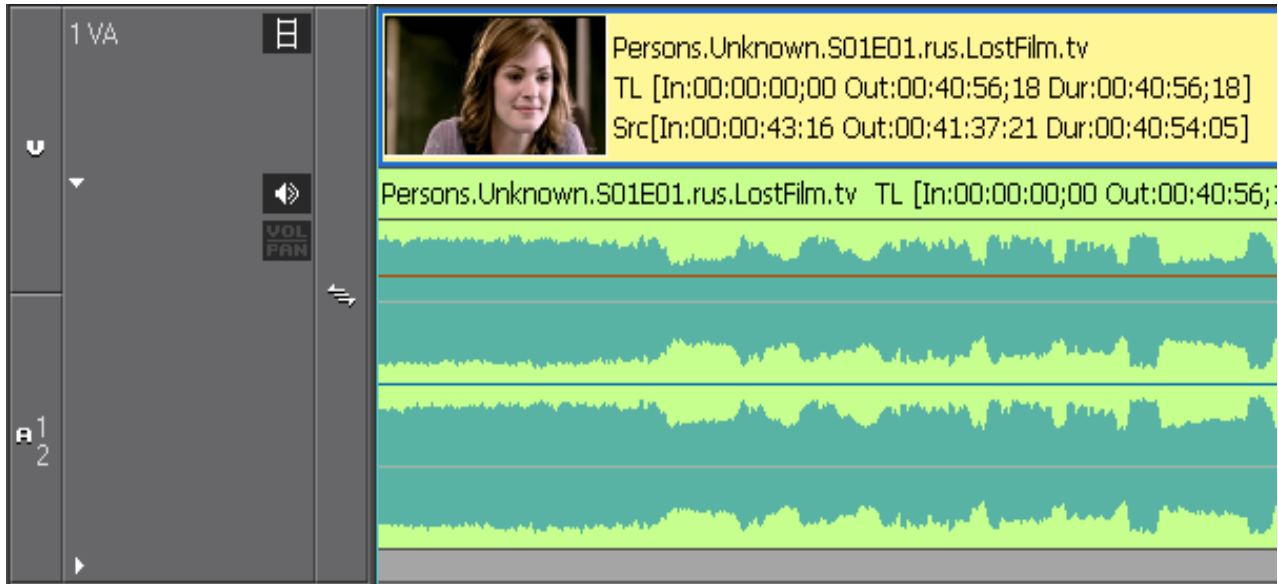 1 VA
Persons.Unknown.S01E01.rus.LostFilm.tv
TL [In:00:00:00;00 Out:00:40:56;18 Dur:00:40:56;18]
Src[In:00:00:43:16 Out:00:41:37:21 Dur:00:40:54:05]
V
Persons.Unknown.S01E01.rus.LostFilm.tv TL [In:00:00:00;00 Out:00:40:56;
VOL
PAN
A 1
2